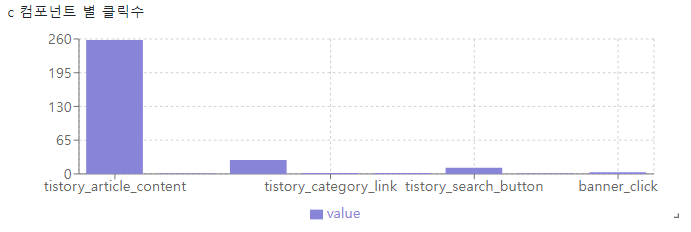 c 컴포넌트 별 클릭수
260
195
130
65
0
tistory_article_content tistory_category_link tistory_search_button banner_click
value